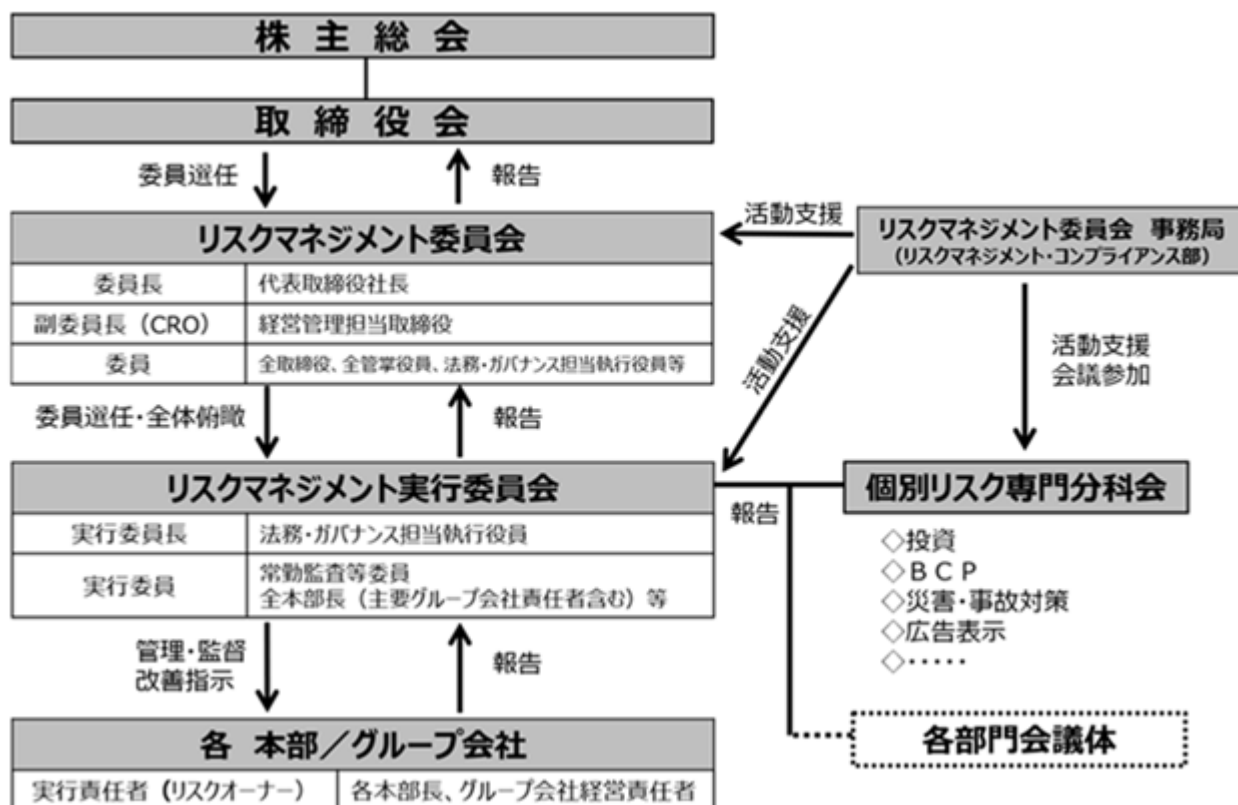 株 主 総 会
取 締 役 会
委員選任
報告
リスクマネジメント委員会
委員長
代表取締役社長
副委員長（CRO）
経営管理担当取締役
委員
全取締役、全管掌役員、法務・ガバナンス担当執行役員等
活動支援
リスクマネジメント委員会 事務局
（リスクマネジメント・コンプライアンス部）
活動支援
活動支援
会議参加
委員選任・全体俯瞰
報告
リスクマネジメント実行委員会
実行委員長
法務・ガバナンス担当執行役員
実行委員
常勤監査等委員
全本部長（主要グループ会社責任者含む）等
報告
個別リスク専門分科会
◇投資
◇ＢＣＰ
◇災害・事故対策
◇広告表示
◇・・・・・
管理・監督
改善指示
報告
各部門会議体
各 本部／グループ会社
実行責任者（リスクオーナー）
各本部長、グループ会社経営責任者